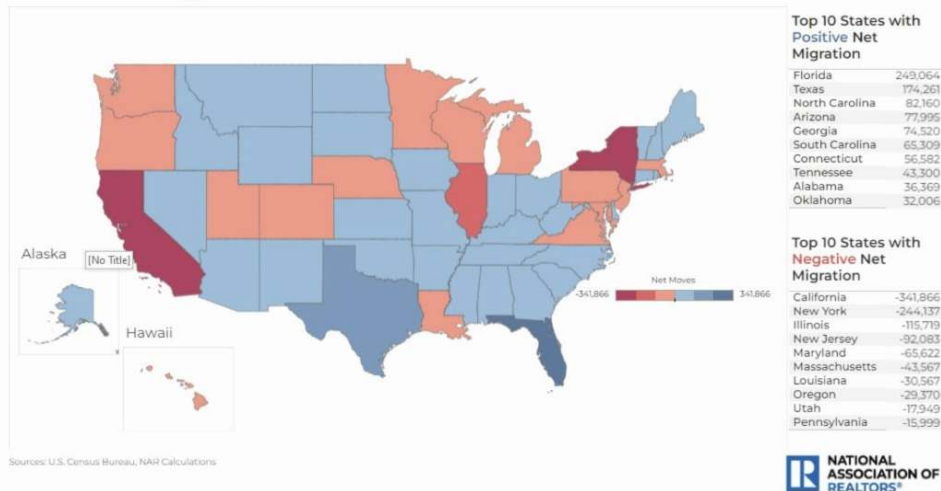 Alaska
[No Title]
Hawaii
Net Moves
-341,866
341,866
Sources: U.S. Census Bureau, NAR Calculations
Top 10 States with
Positive Net
Migration
Florida 249,064
Texas 174,261
North Carolina 82,160
Arizona 77,995
Georgia 74,520
South Carolina 65,309
Connecticut 56,582
Tennessee 43,300
Alabama 36,369
Oklahoma 32,006
Top 10 States with
Negative Net
Migration
California -341,866
New York -244,137
Illinois -115,719
New Jersey -92,083
Maryland -65,622
Massachusetts -43,567
Louisiana -30,567
Oregon -29,370
Utah -17,949
Pennsylvania -15,999
NATIONAL
ASSOCIATION OF
REALTORS®